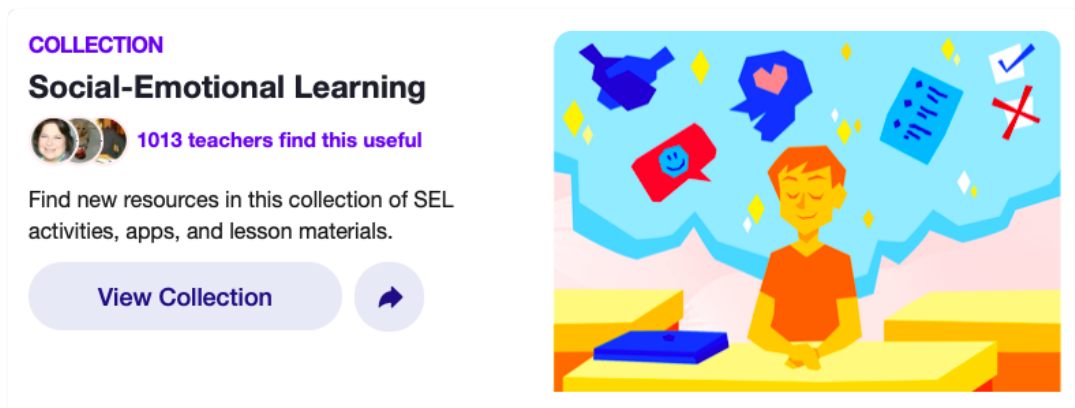 COLLECTION
Social-Emotional Learning
1013 teachers find this useful
Find new resources in this collection of SEL
activities, apps, and lesson materials.
View Collection